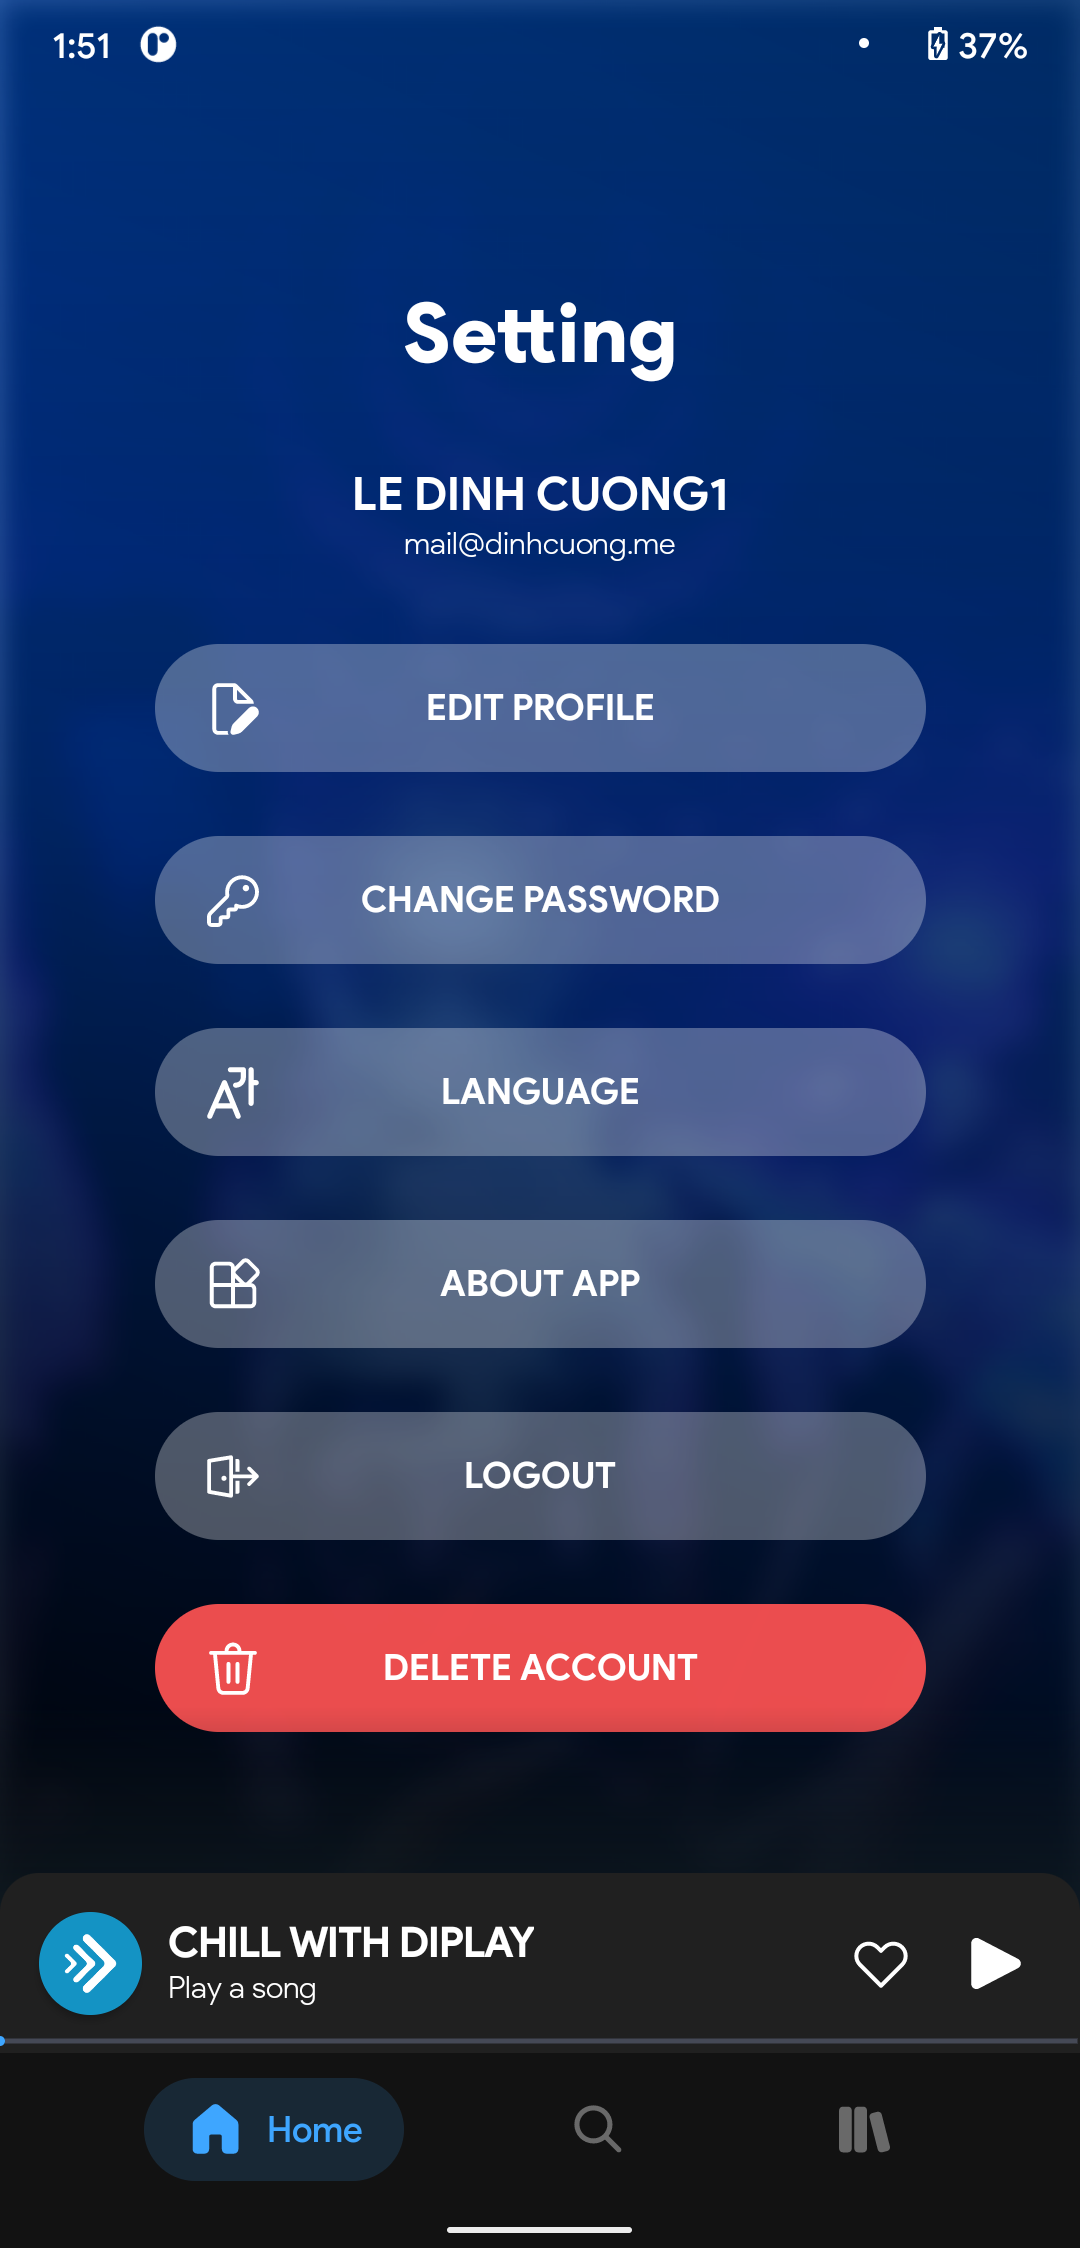 1:51
37%
Setting
LE DINH CUONG1
mail@dinhcuong.me
EDIT PROFILE
CHANGE PASSWORD
LANGUAGE
ABOUT APP
LOGOUT
DELETE ACCOUNT
CHILL WITH DIPLAY
Play a song
Home